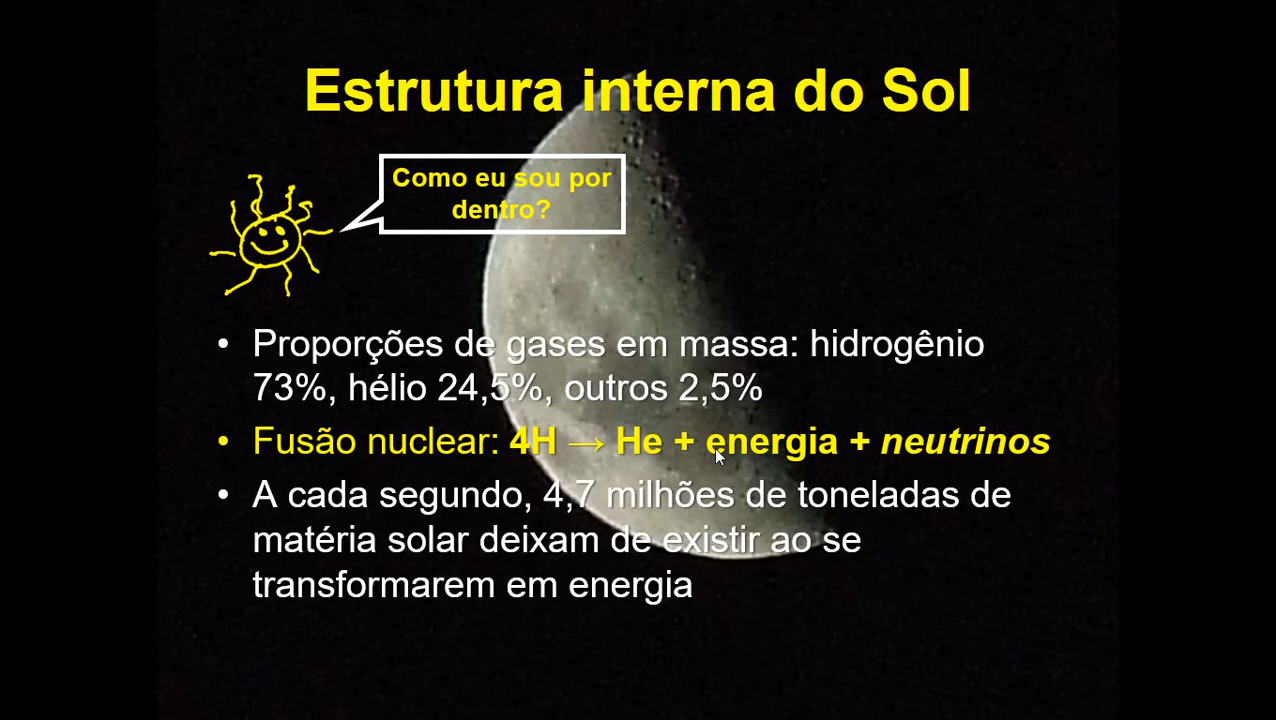 Estrutura interna do Sol
Como eu sou por
dentro?
• Proporções de gases em massa: hidrogênio
73%, hélio 24,5%, outros 2,5%
• Fusão nuclear: 4H → He + energia + neutrinos
• A cada segundo, 4,7 milhões de toneladas de
matéria solar deixam de existir ao se
transformarem em energia